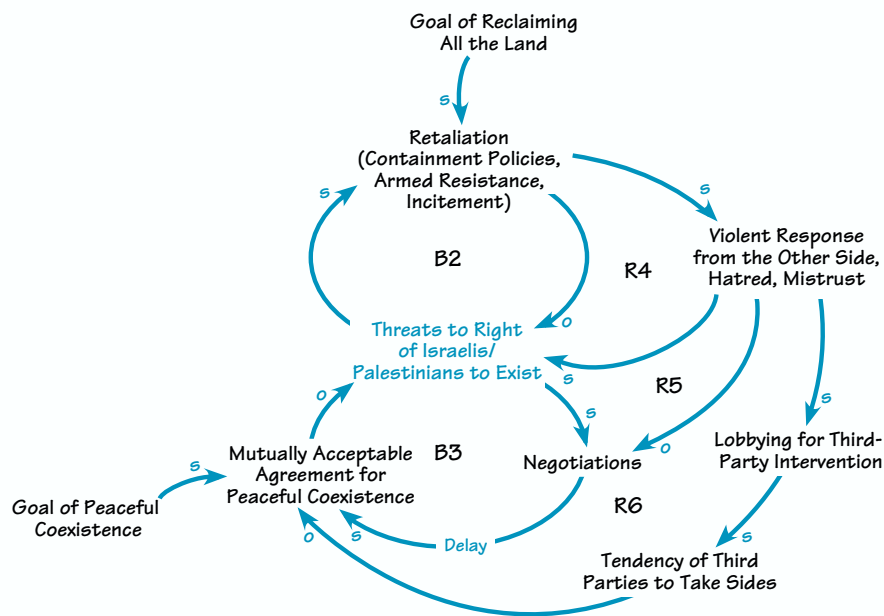 Goal of Reclaiming
All the Land
s
Retaliation
(Containment Policies,
Armed Resistance,
Incitement)
s
s
Violent Response
from the Other Side,
Hatred, Mistrust
B2
R4
o
Threats to Right
of Israelis/
Palestinians to Exist
s
R5
o
s
s
B3
o
Mutually Acceptable
Agreement for
Peaceful Coexistence
Negotiations
Lobbying for Third-
Party Intervention
s
Goal of Peaceful
Coexistence
R6
o
s
Delay
s
Tendency of Third
Parties to Take Sides